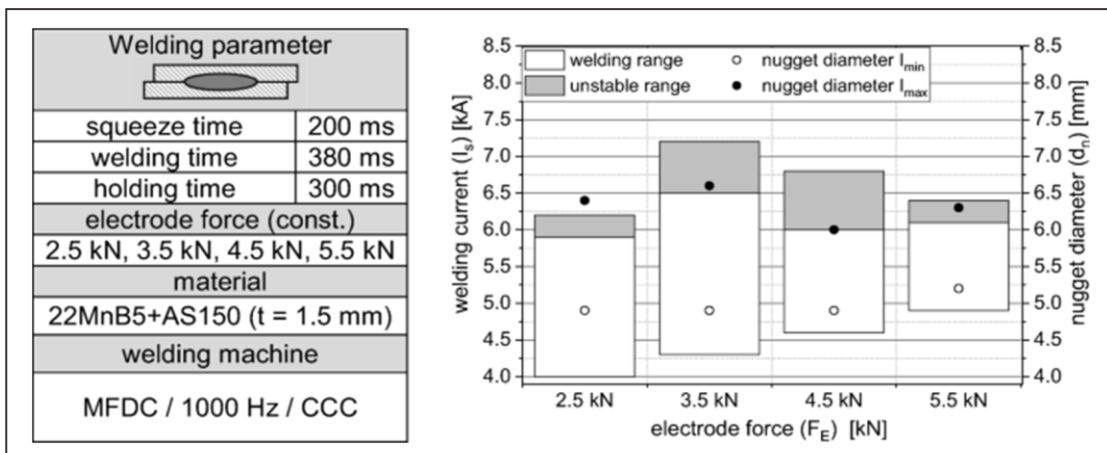 Welding parameter
squeeze time 200 ms
welding time 380 ms
holding time 300 ms
electrode force (const.)
2.5 kN, 3.5 kN, 4.5 kN, 5.5 kN
material
22MnB5+AS150 (t = 1.5 mm)
welding machine
MFDC / 1000 Hz / CCC
welding current (Is) [kA]
8.5
8.0
7.5
7.0
6.5
6.0
5.5
5.0
4.5
4.0
welding range
unstable range
nugget diameter Imin
nugget diameter Imax
8.5
8.0
7.5
7.0
6.5
6.0
5.5
5.0
4.5
4.0
nugget diameter (dn) [mm]
2.5 kN 3.5 kN 4.5 kN 5.5 kN
electrode force (FE) [kN]